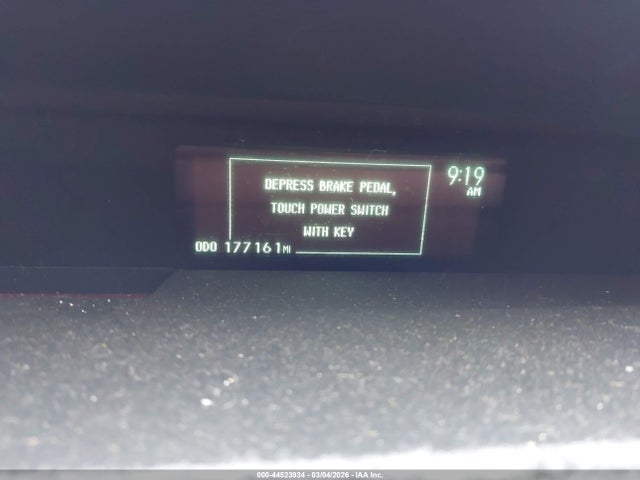 DEPRESS BRAKE PEDAL,
TOUCH POWER SWITCH
WITH KEY
9:19
AM
ODO 177161MI
000-44523934 - 03/04/2026 - IAA Inc.